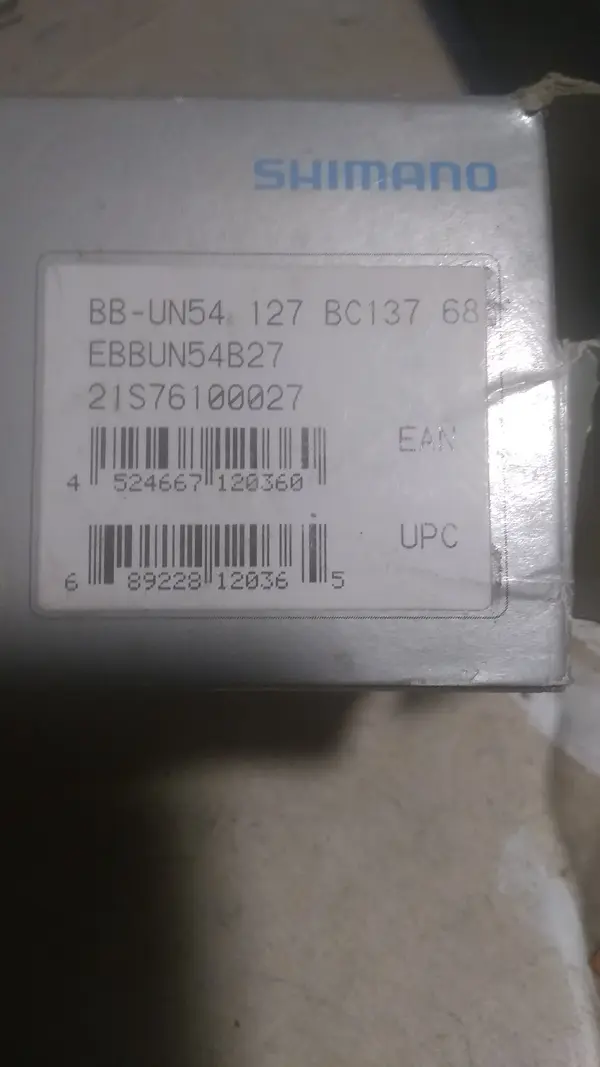 SHIMANO
BB-UN54 127 BC137 68
EBBUN54B27
21S76100027
EAN
4 524667 120360
UPC
6 89228 12036 5